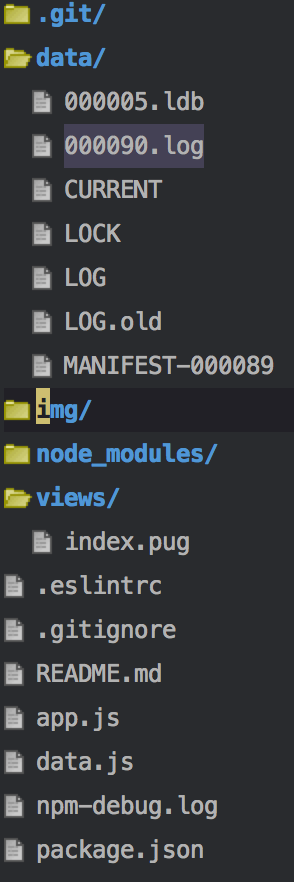 .git/
data/
000005.ldb
000090.log
CURRENT
LOCK
LOG
LOG.old
MANIFEST-000089
img/
node_modules/
views/
index.pug
.eslintrc
.gitignore
README.md
app.js
data.js
npm-debug.log
package.json